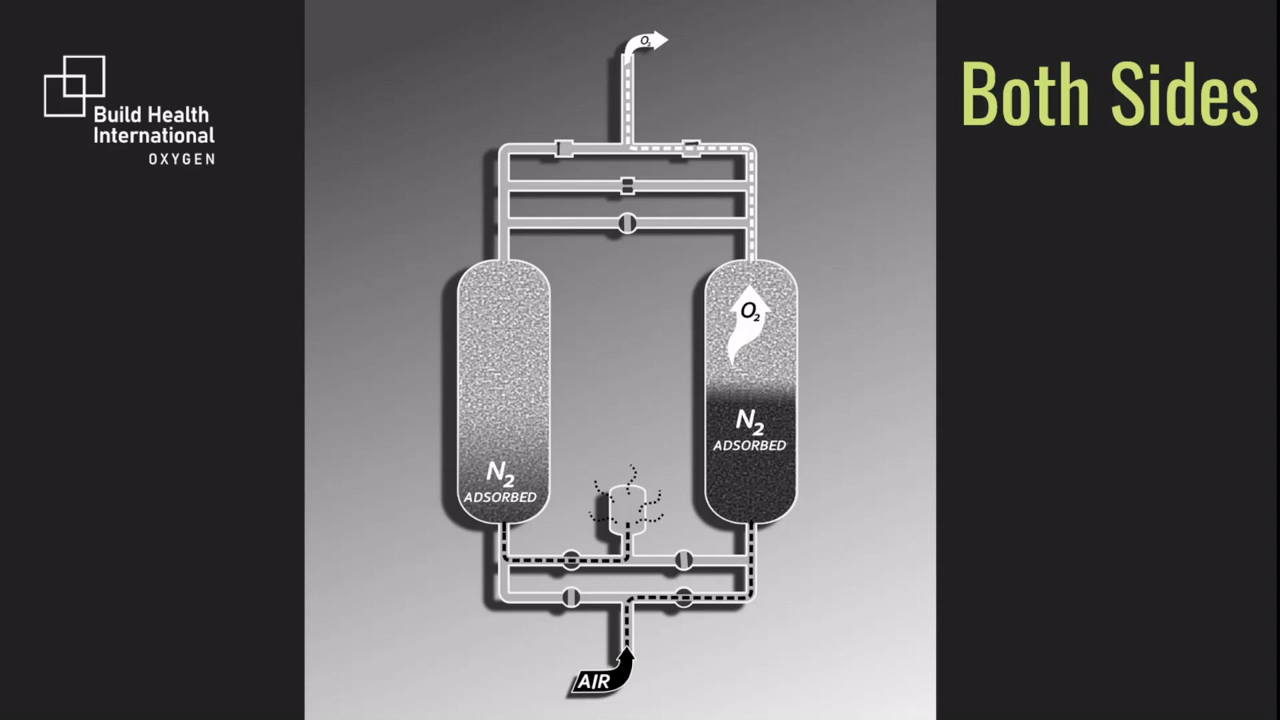 Build Health
International
OXYGEN
Both Sides
O₂
O₂
N₂
ADSORBED
N₂
ADSORBED
AIR